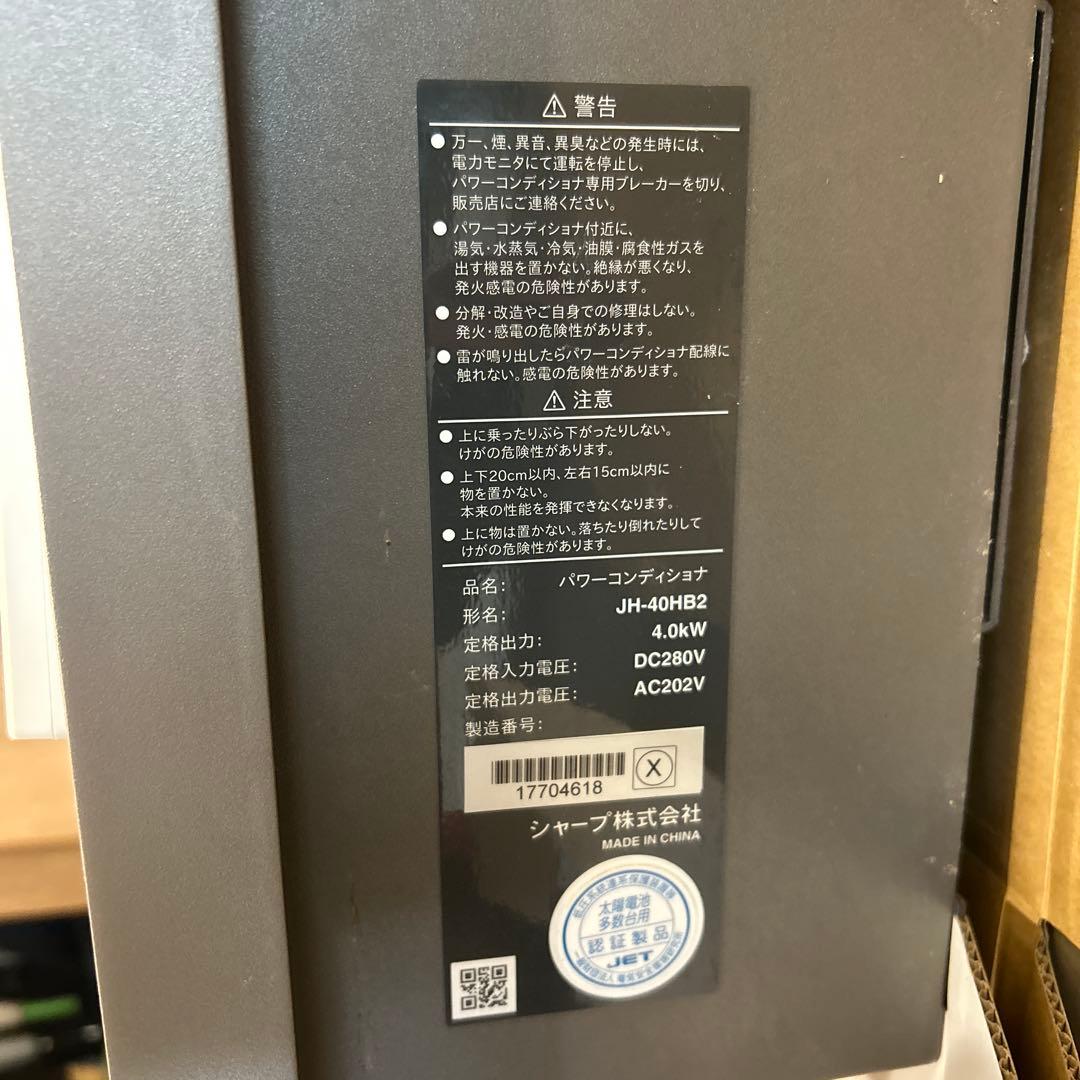 ⚠ 警告
● 万一、煙、異音、異臭などの発生時には、
電力モニタにて運転を停止し、
パワーコンディショナ専用ブレーカーを切り、
販売店にご連絡ください。
● パワーコンディショナ付近に、
湯気・水蒸気・冷気・油膜・腐食性ガスを
出す機器を置かない。絶縁が悪くなり、
発火感電の危険性があります。
● 分解・改造やご自身での修理はしない。
発火・感電の危険性があります。
● 雷が鳴り出したらパワーコンディショナ配線に
触れない。感電の危険性があります。
⚠ 注意
● 上に乗ったりぶら下がったりしない。
けがの危険性があります。
● 上下20cm以内、左右15cm以内に
物を置かない。
本来の性能を発揮できなくなります。
● 上に物は置かない。落ちたり倒れたりして
けがの危険性があります。
品名: パワーコンディショナ
形名: JH-40HB2
定格出力: 4.0kW
定格入力電圧: DC280V
定格出力電圧: AC202V
製造番号:
17704618 X
シャープ株式会社
MADE IN CHINA
太陽電池
多数台用
認証製品
JET